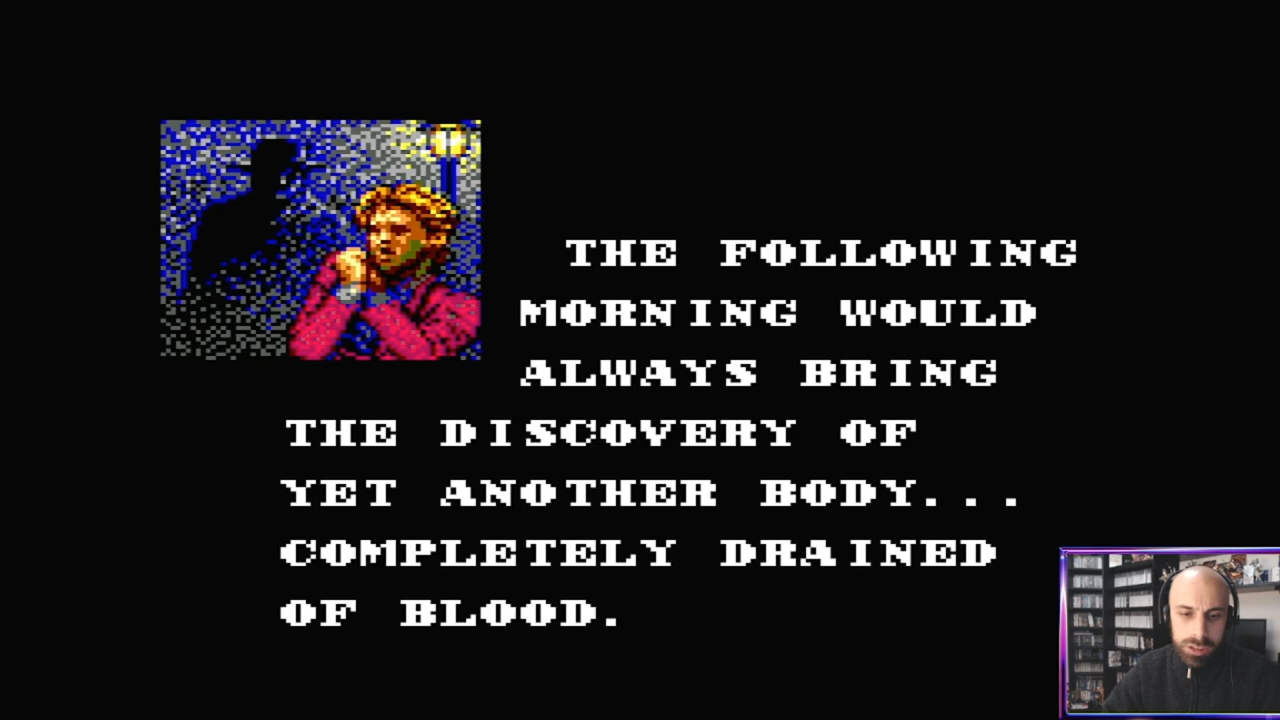 THE FOLLOWING
MORNING WOULD
ALWAYS BRING
THE DISCOVERY OF
YET ANOTHER BODY...
COMPLETELY DRAINED
OF BLOOD.